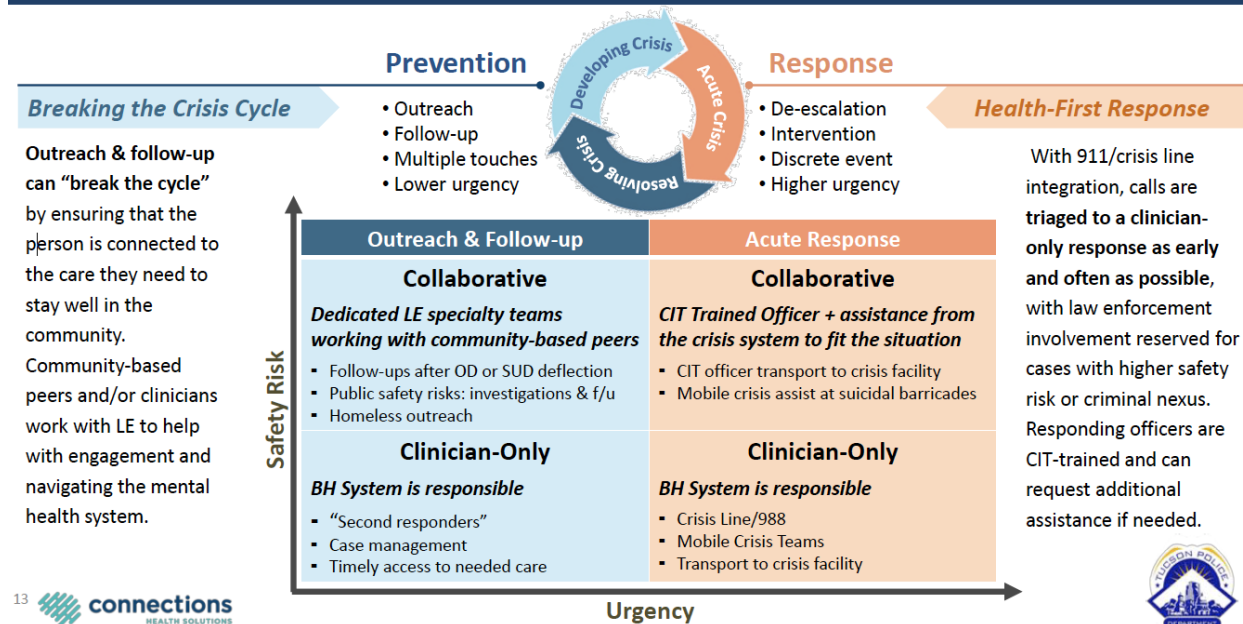 Developing Crisis
Acute Crisis
Resolving Crisis
Prevention
• Outreach
• Follow-up
• Multiple touches
• Lower urgency
Response
• De-escalation
• Intervention
• Discrete event
• Higher urgency
Breaking the Crisis Cycle
Outreach & follow-up
can “break the cycle”
by ensuring that the
person is connected to
the care they need to
stay well in the
community.
Community-based
peers and/or clinicians
work with LE to help
with engagement and
navigating the mental
health system.
Safety Risk
Outreach & Follow-up
Collaborative
Dedicated LE specialty teams
working with community-based peers
▪ Follow-ups after OD or SUD deflection
▪ Public safety risks: investigations & f/u
▪ Homeless outreach
Clinician-Only
BH System is responsible
▪ “Second responders”
▪ Case management
▪ Timely access to needed care
Acute Response
Collaborative
CIT Trained Officer + assistance from
the crisis system to fit the situation
▪ CIT officer transport to crisis facility
▪ Mobile crisis assist at suicidal barricades
Clinician-Only
BH System is responsible
▪ Crisis Line/988
▪ Mobile Crisis Teams
▪ Transport to crisis facility
Urgency
Health-First Response
With 911/crisis line
integration, calls are
triaged to a clinician-
only response as early
and often as possible,
with law enforcement
involvement reserved for
cases with higher safety
risk or criminal nexus.
Responding officers are
CIT-trained and can
request additional
assistance if needed.
13
connections
HEALTH SOLUTIONS
TUCSON POLICE
DEPARTMENT